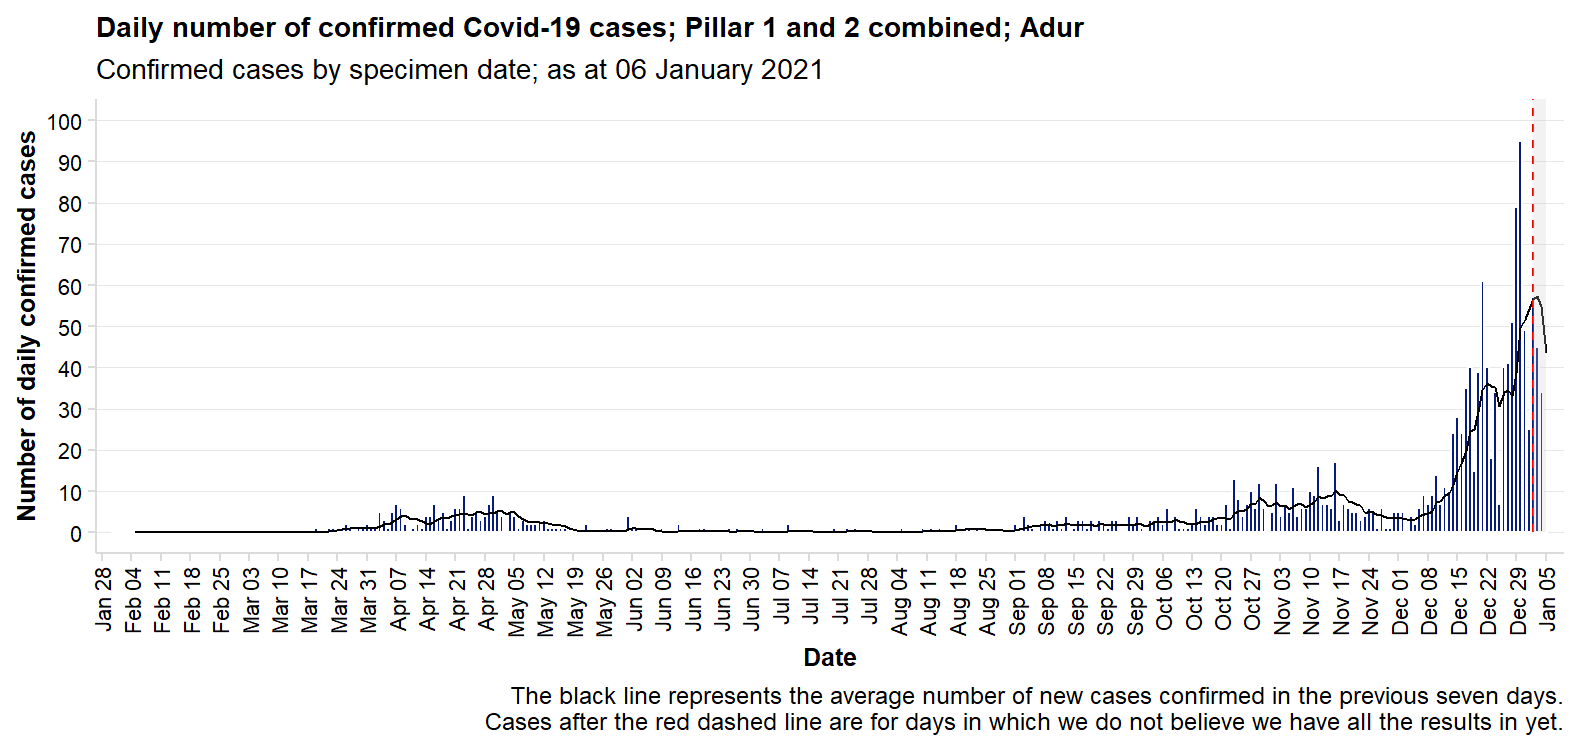 Daily number of confirmed Covid-19 cases; Pillar 1 and 2 combined; Adur
Confirmed cases by specimen date; as at 06 January 2021
Number of daily confirmed cases
100
90
80
70
60
50
40
30
20
10
0
Jan 28
Feb 04
Feb 11
Feb 18
Feb 25
Mar 03
Mar 10
Mar 17
Mar 24
Mar 31
Apr 07
Apr 14
Apr 21
Apr 28
May 05
May 12
May 19
May 26
Jun 02
Jun 09
Jun 16
Jun 23
Jun 30
Jul 07
Jul 14
Jul 21
Jul 28
Aug 04
Aug 11
Aug 18
Aug 25
Sep 01
Sep 08
Sep 15
Sep 22
Sep 29
Oct 06
Oct 13
Oct 20
Oct 27
Nov 03
Nov 10
Nov 17
Nov 24
Dec 01
Dec 08
Dec 15
Dec 22
Dec 29
Jan 05
Date
The black line represents the average number of new cases confirmed in the previous seven days.
Cases after the red dashed line are for days in which we do not believe we have all the results in yet.